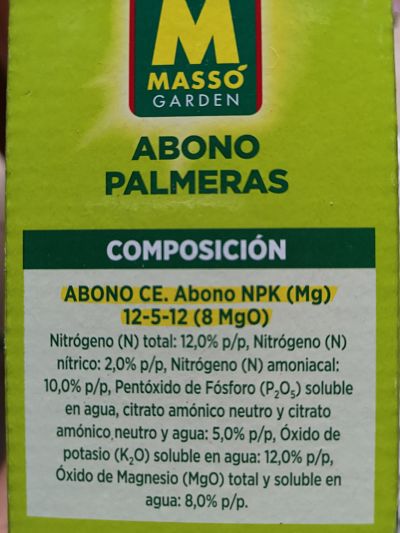 M
MASSÓ
GARDEN
ABONO
PALMERAS
COMPOSICIÓN
ABONO CE. Abono NPK (Mg)
12-5-12 (8 MgO)
Nitrógeno (N) total: 12,0% p/p, Nitrógeno (N)
nítrico: 2,0% p/p, Nitrógeno (N) amoniacal:
10,0% p/p, Pentóxido de Fósforo (P₂O₅) soluble
en agua, citrato amónico neutro y citrato
amónico neutro y agua: 5,0% p/p, Óxido de
potasio (K₂O) soluble en agua: 12,0% p/p,
Óxido de Magnesio (MgO) total y soluble en
agua: 8,0% p/p.